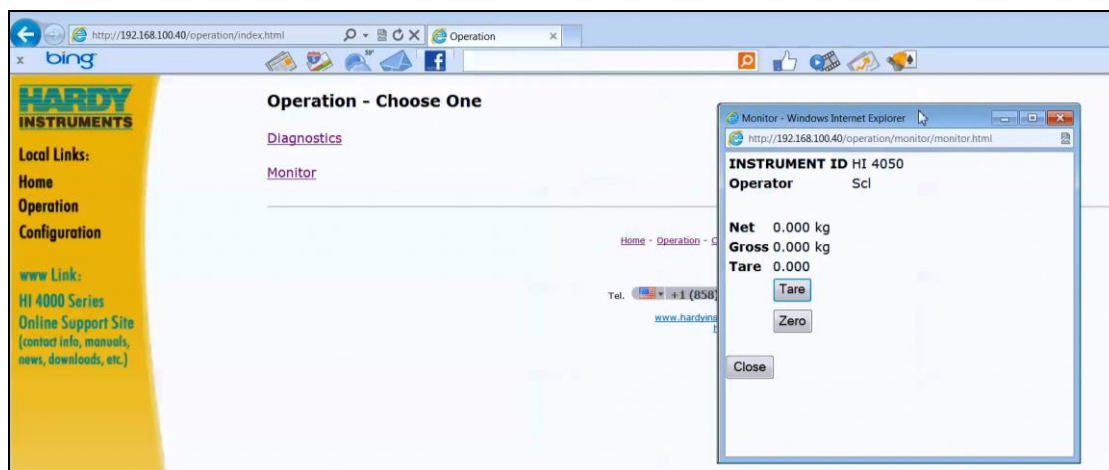 http://192.168.100.40/operation/index.html
Operation
bing
HARDY
INSTRUMENTS
Local Links:
Home
Operation
Configuration
www Link:
HI 4000 Series
Online Support Site
(contact info, manuals,
news, downloads, etc.)
Operation - Choose One
Diagnostics
Monitor
Home - Operation - C
Tel. +1 (858)
www.hardyins
Monitor - Windows Internet Explorer
http://192.168.100.40/operation/monitor/monitor.html
INSTRUMENT ID HI 4050
Operator Scl
Net 0.000 kg
Gross 0.000 kg
Tare 0.000
Tare
Zero
Close